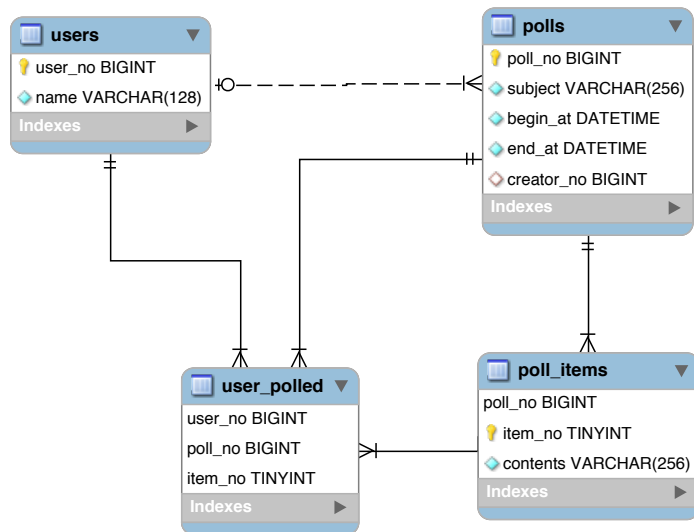 users
user_no BIGINT
name VARCHAR(128)
Indexes
polls
poll_no BIGINT
subject VARCHAR(256)
begin_at DATETIME
end_at DATETIME
creator_no BIGINT
Indexes
user_polled
user_no BIGINT
poll_no BIGINT
item_no TINYINT
Indexes
poll_items
poll_no BIGINT
item_no TINYINT
contents VARCHAR(256)
Indexes